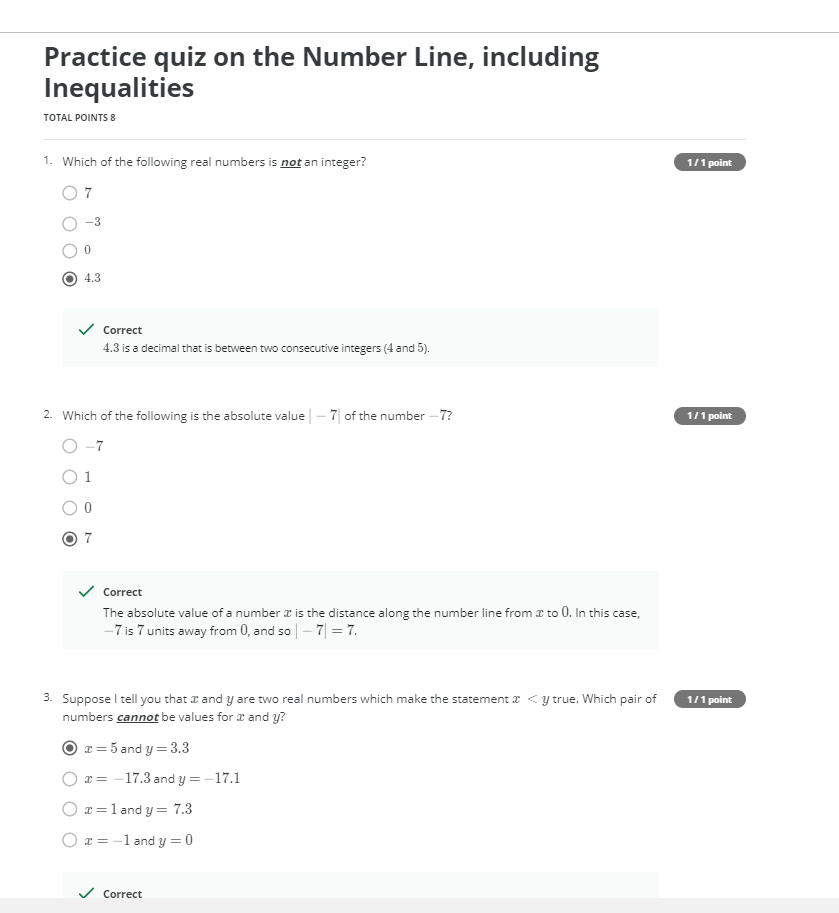 Practice quiz on the Number Line, including
Inequalities
TOTAL POINTS 8
1. Which of the following real numbers is not an integer?
1 / 1 point
7
−3
0
4.3
Correct
4.3 is a decimal that is between two consecutive integers (4 and 5).
2. Which of the following is the absolute value | − 7| of the number −7?
1 / 1 point
−7
1
0
7
Correct
The absolute value of a number x is the distance along the number line from x to 0. In this case,
−7 is 7 units away from 0, and so | − 7| = 7.
3. Suppose I tell you that x and y are two real numbers which make the statement x < y true. Which pair of
numbers cannot be values for x and y?
1 / 1 point
x = 5 and y = 3.3
x = −17.3 and y = −17.1
x = 1 and y = 7.3
x = −1 and y = 0
Correct